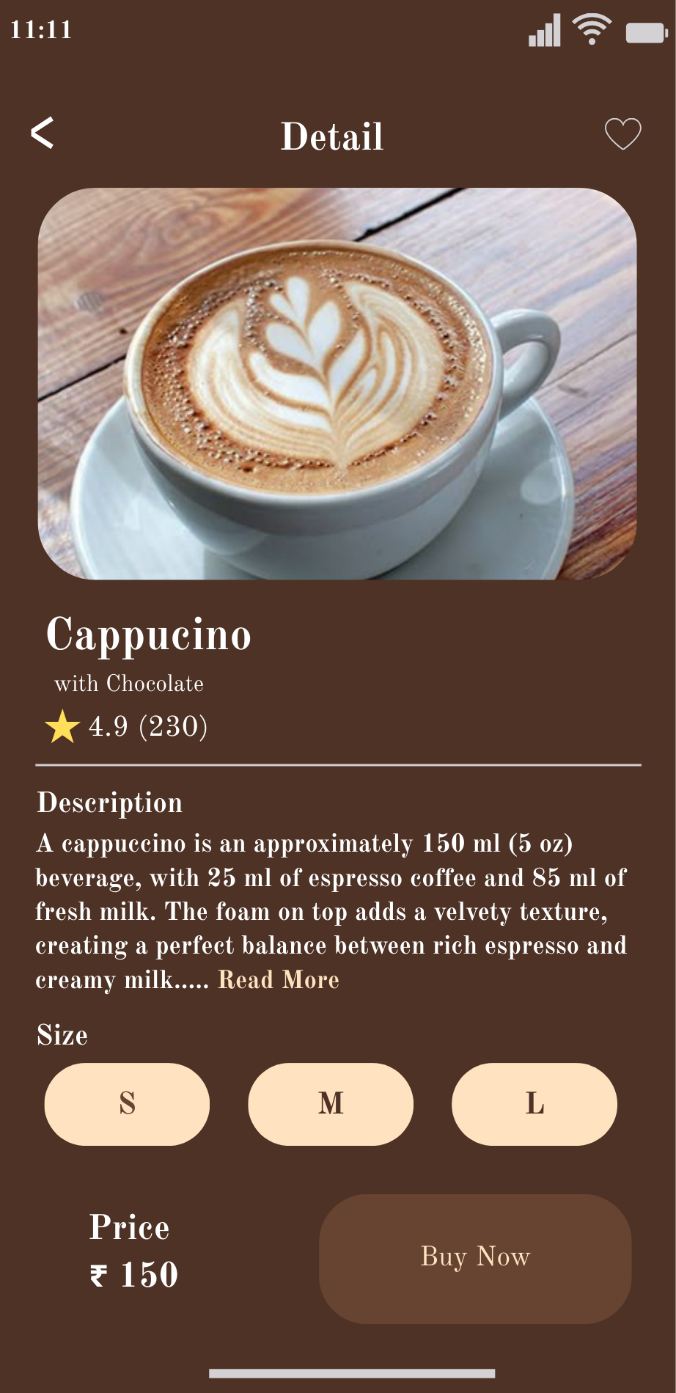 11:11
<
Detail
Cappucino
with Chocolate
4.9 (230)
Description
A cappuccino is an approximately 150 ml (5 oz)
beverage, with 25 ml of espresso coffee and 85 ml of
fresh milk. The foam on top adds a velvety texture,
creating a perfect balance between rich espresso and
creamy milk..... Read More
Size
S M L
Price
₹ 150
Buy Now